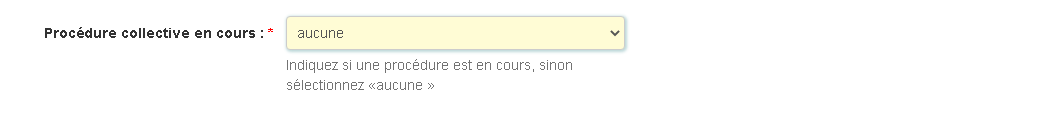 Procédure collective en cours : * aucune
Indiquez si une procédure est en cours, sinon
sélectionnez «aucune »